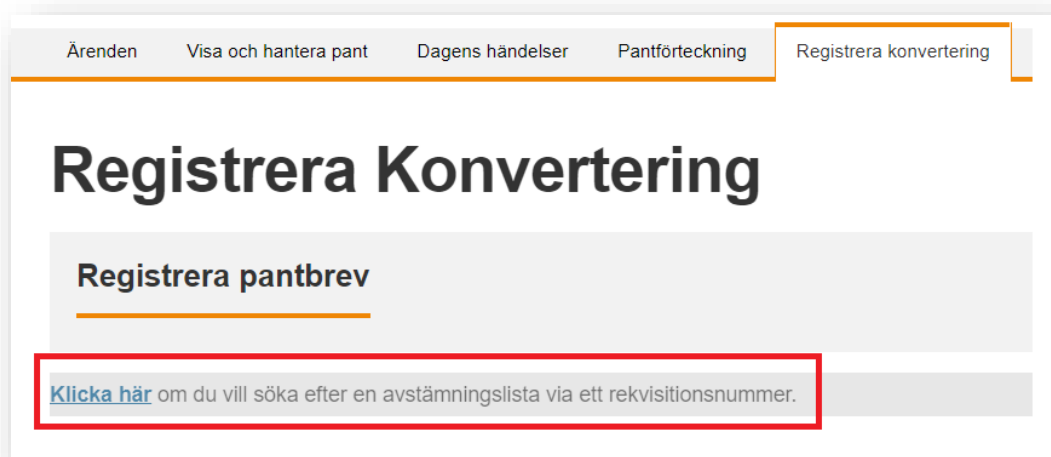 Ärenden Visa och hantera pant Dagens händelser Pantförteckning Registrera konvertering
Registrera Konvertering
Registrera pantbrev
Klicka här om du vill söka efter en avstämningslista via ett rekvisitionsnummer.